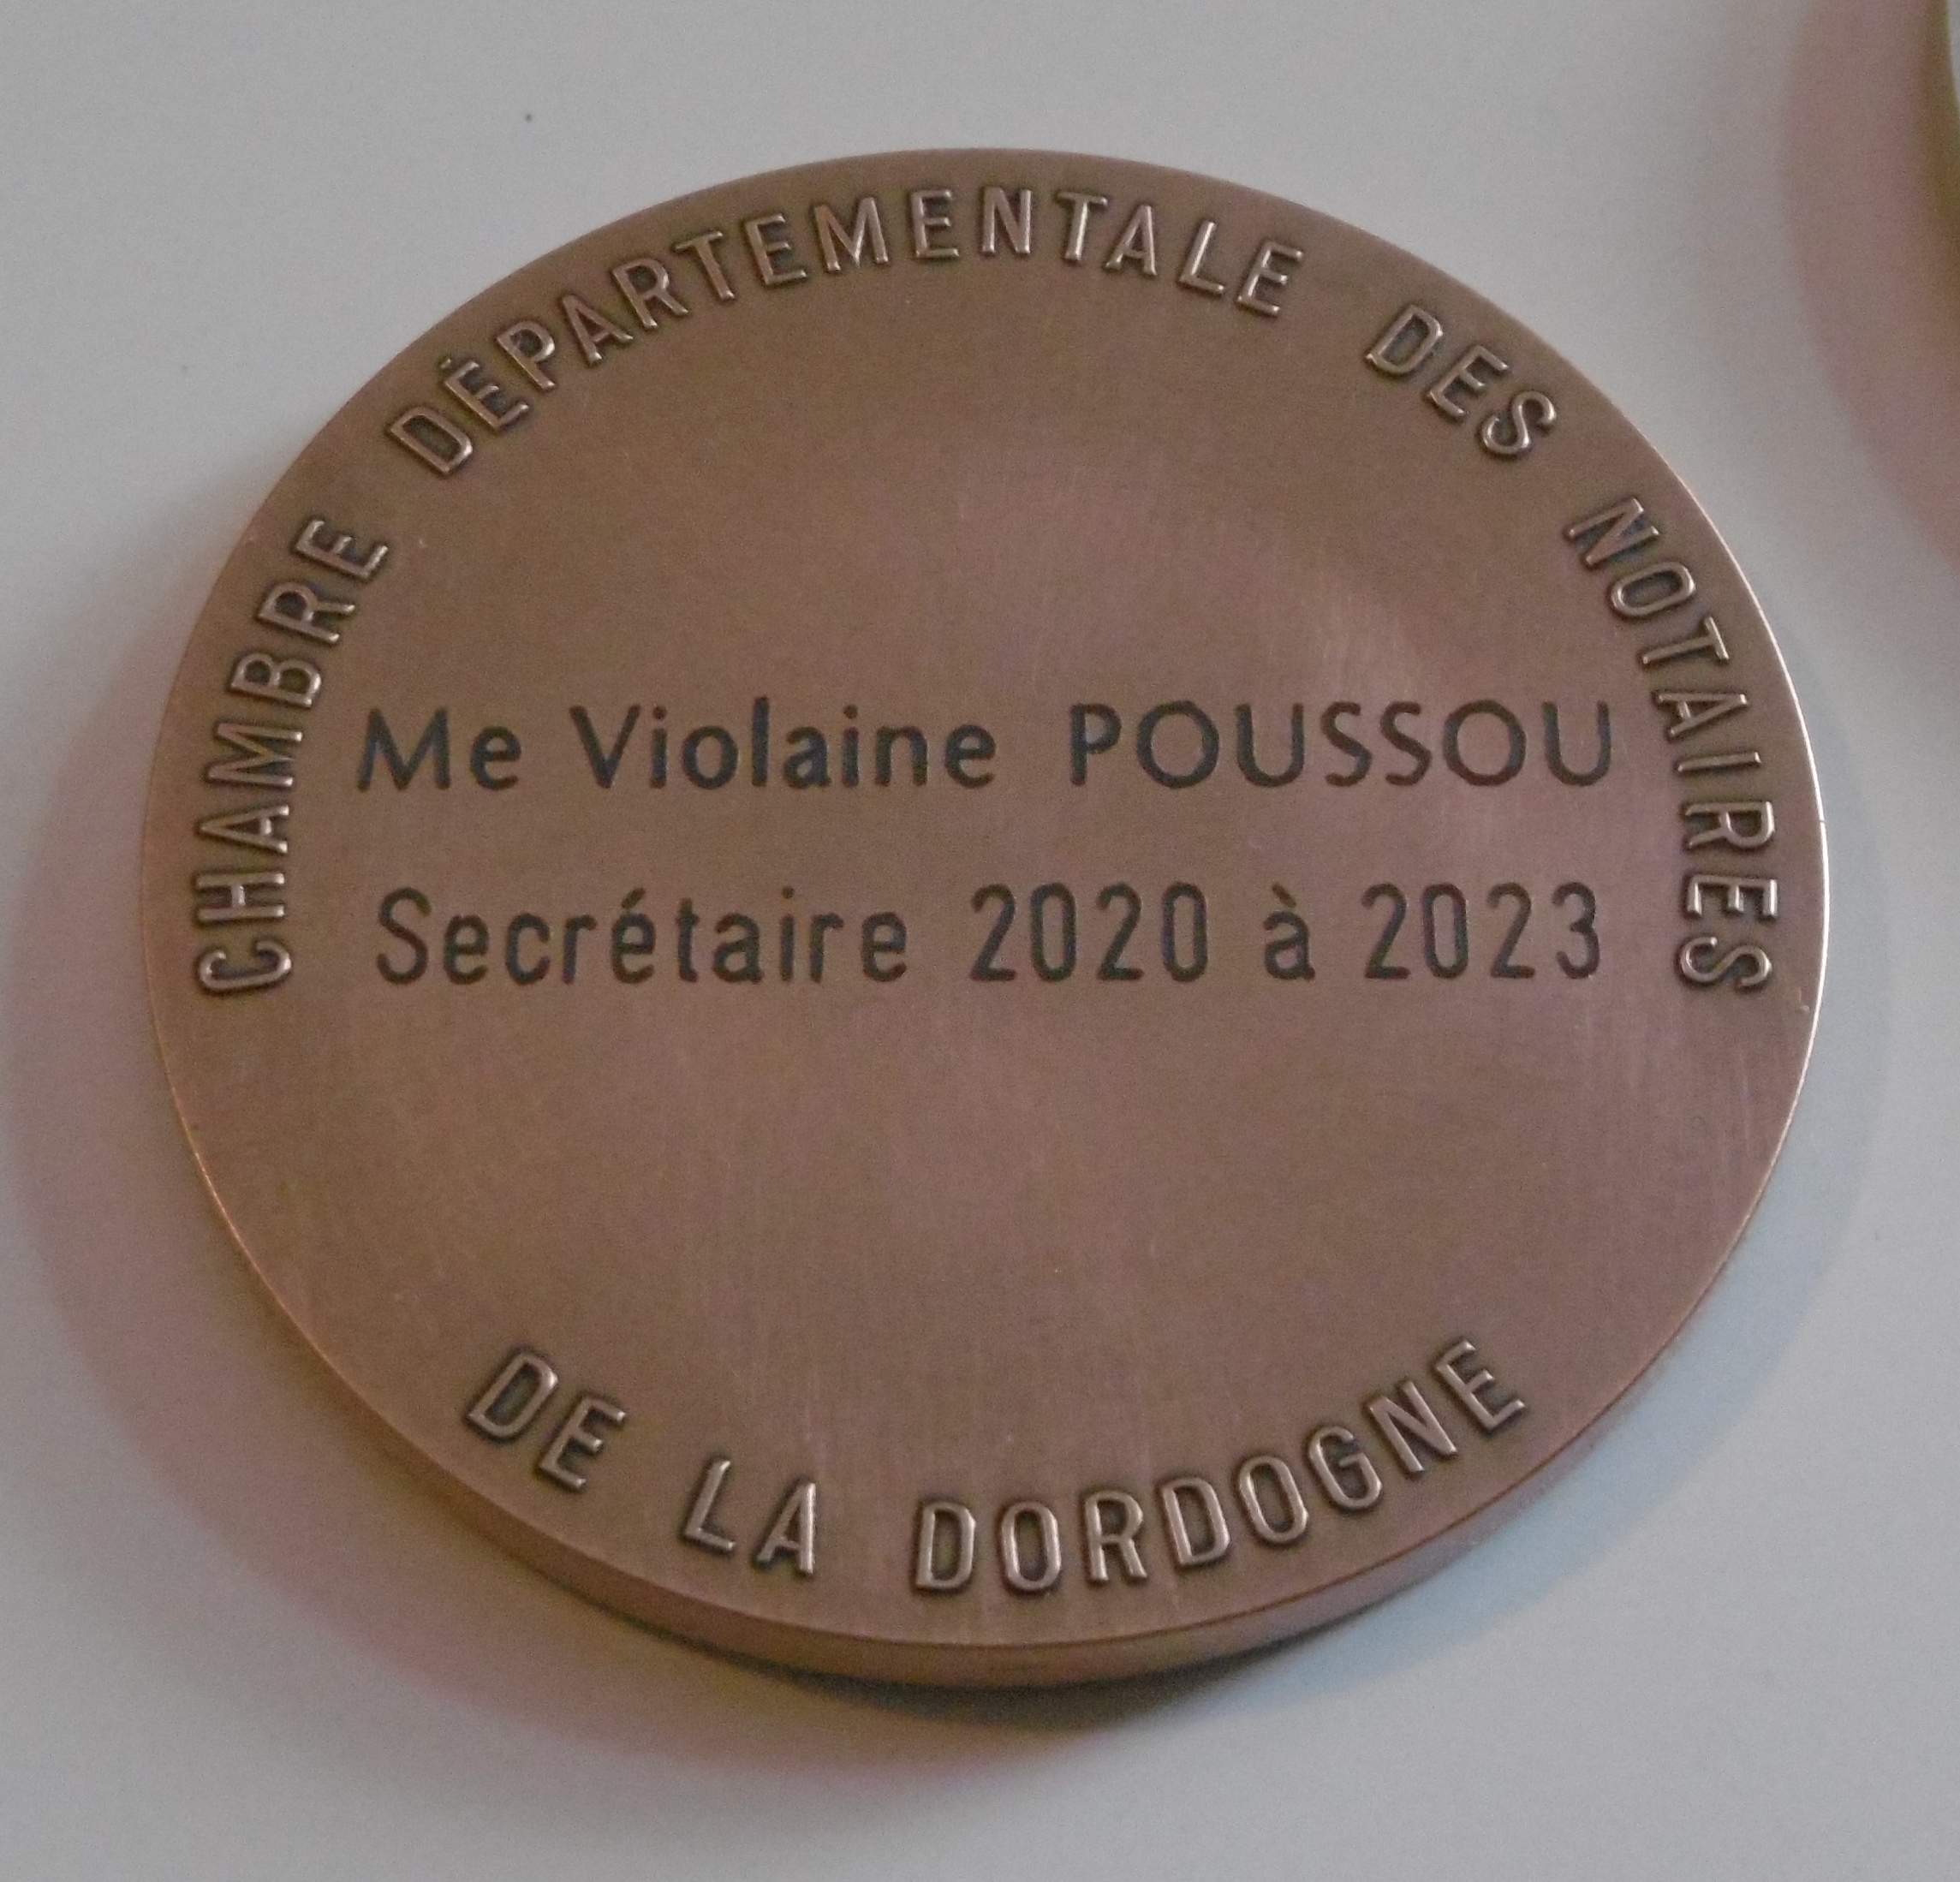 CHAMBRE DÉPARTEMENTALE DES NOTAIRES
Me Violaine POUSSOU
Secrétaire 2020 à 2023
DE LA DORDOGNE